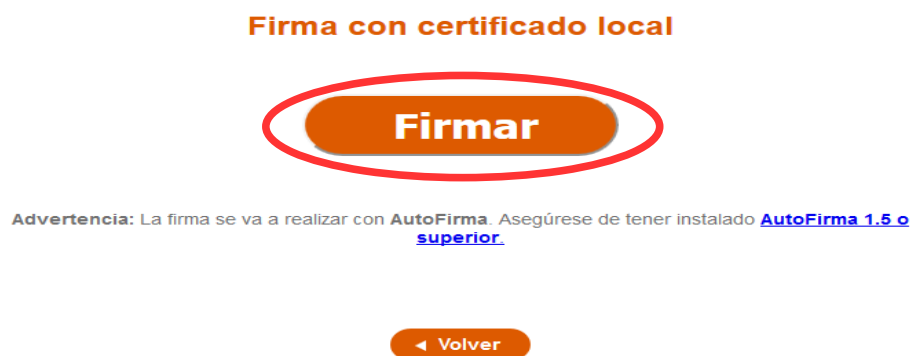 Firma con certificado local
Firmar
Advertencia: La firma se va a realizar con AutoFirma. Asegúrese de tener instalado AutoFirma 1.5 o
superior.
◄ Volver